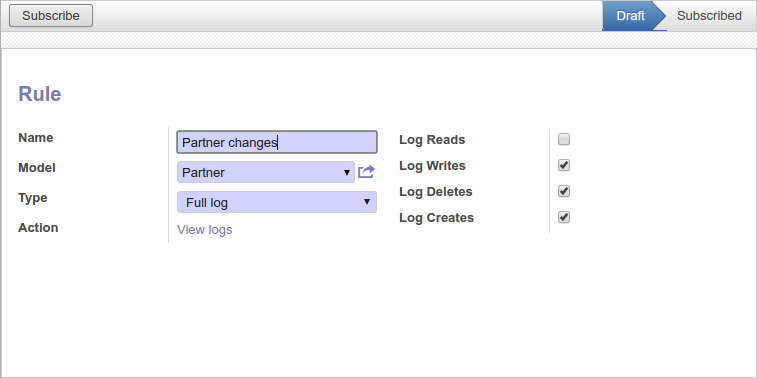 Subscribe
Draft
Subscribed
Rule
Name
Partner changes
Model
Partner
Type
Full log
Action
View logs
Log Reads
Log Writes
Log Deletes
Log Creates